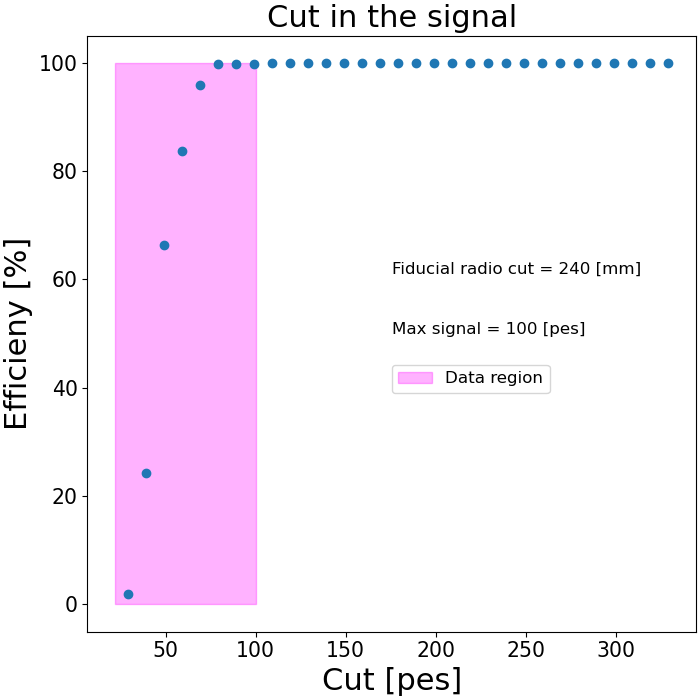 Cut in the signal
100
80
60
40
20
0
Efficieny [%]
Fiducial radio cut = 240 [mm]
Max signal = 100 [pes]
Data region
50 100 150 200 250 300
Cut [pes]